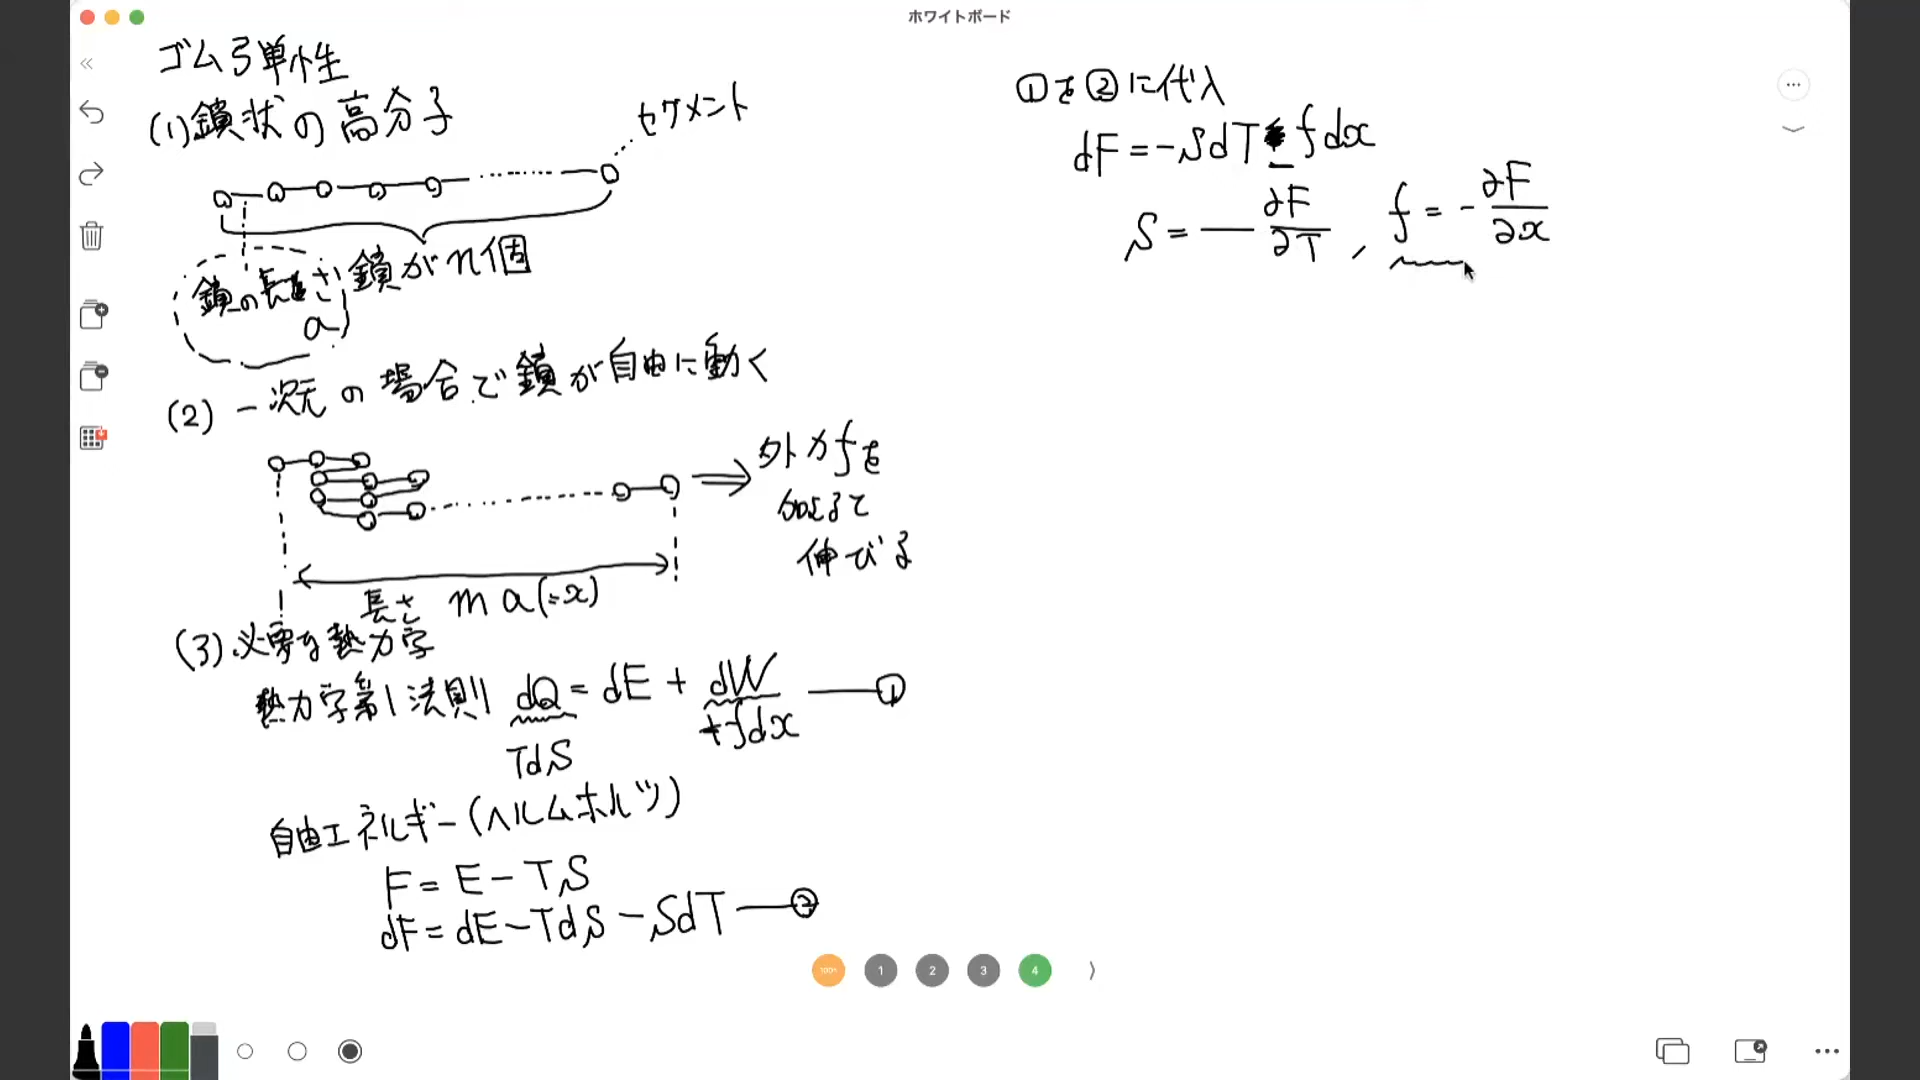 ホワイトボード
ゴム弾性
(1)鎖状の高分子
セグメント
鎖がn個
鎖の長さ
a
(2) 一次元の場合で鎖が自由に動く
外力fを
加えて
伸びる
長さ ma(=x)
(3)必要な熱力学
熱力学第1法則 dQ = dE + dW ①
TdS
+fdx
自由エネルギー(ヘルムホルツ)
F = E - TS
dF = dE - TdS - SdT ②
①を②に代入
dF = -SdT - fdx
S = - ∂F/∂T , f = - ∂F/∂x
1 2 3 4